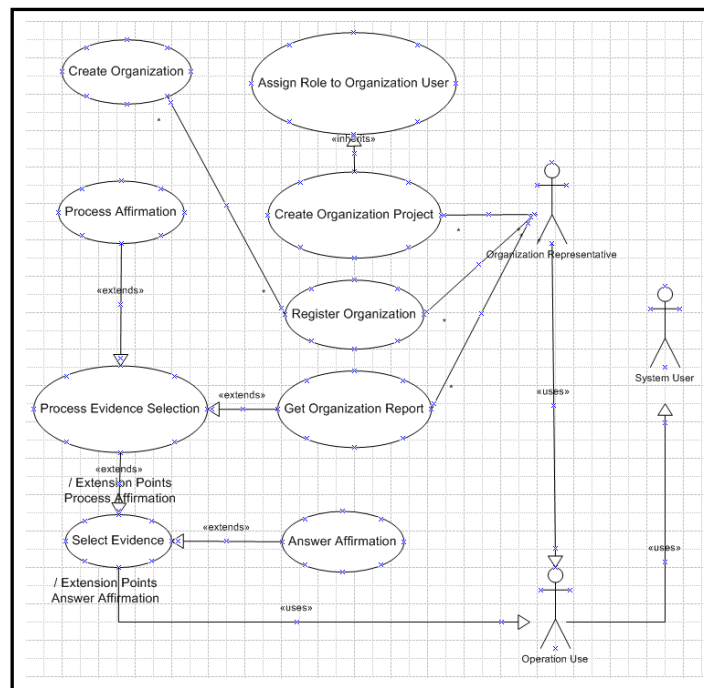 Create Organization
Assign Role to Organization User
*
«inherits»
Process Affirmation
Create Organization Project
*
*
Organization Representative
«extends»
*
Register Organization
*
System User
Process Evidence Selection
«extends»
Get Organization Report
*
«uses»
«extends»
/ Extension Points
Process Affirmation
Select Evidence
«extends»
Answer Affirmation
«uses»
/ Extension Points
Answer Affirmation
«uses»
Operation Use